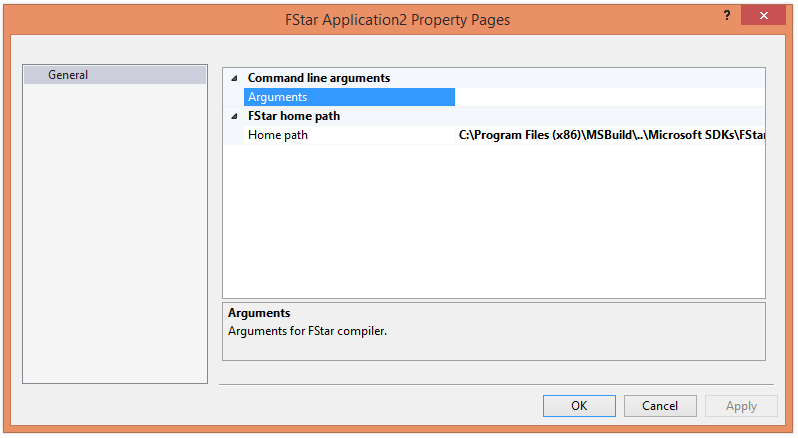 FStar Application2 Property Pages
?
General
Command line arguments
Arguments
FStar home path
Home path C:\Program Files (x86)\MSBuild\..\Microsoft SDKs\FStar
Arguments
Arguments for FStar compiler.
OK Cancel Apply